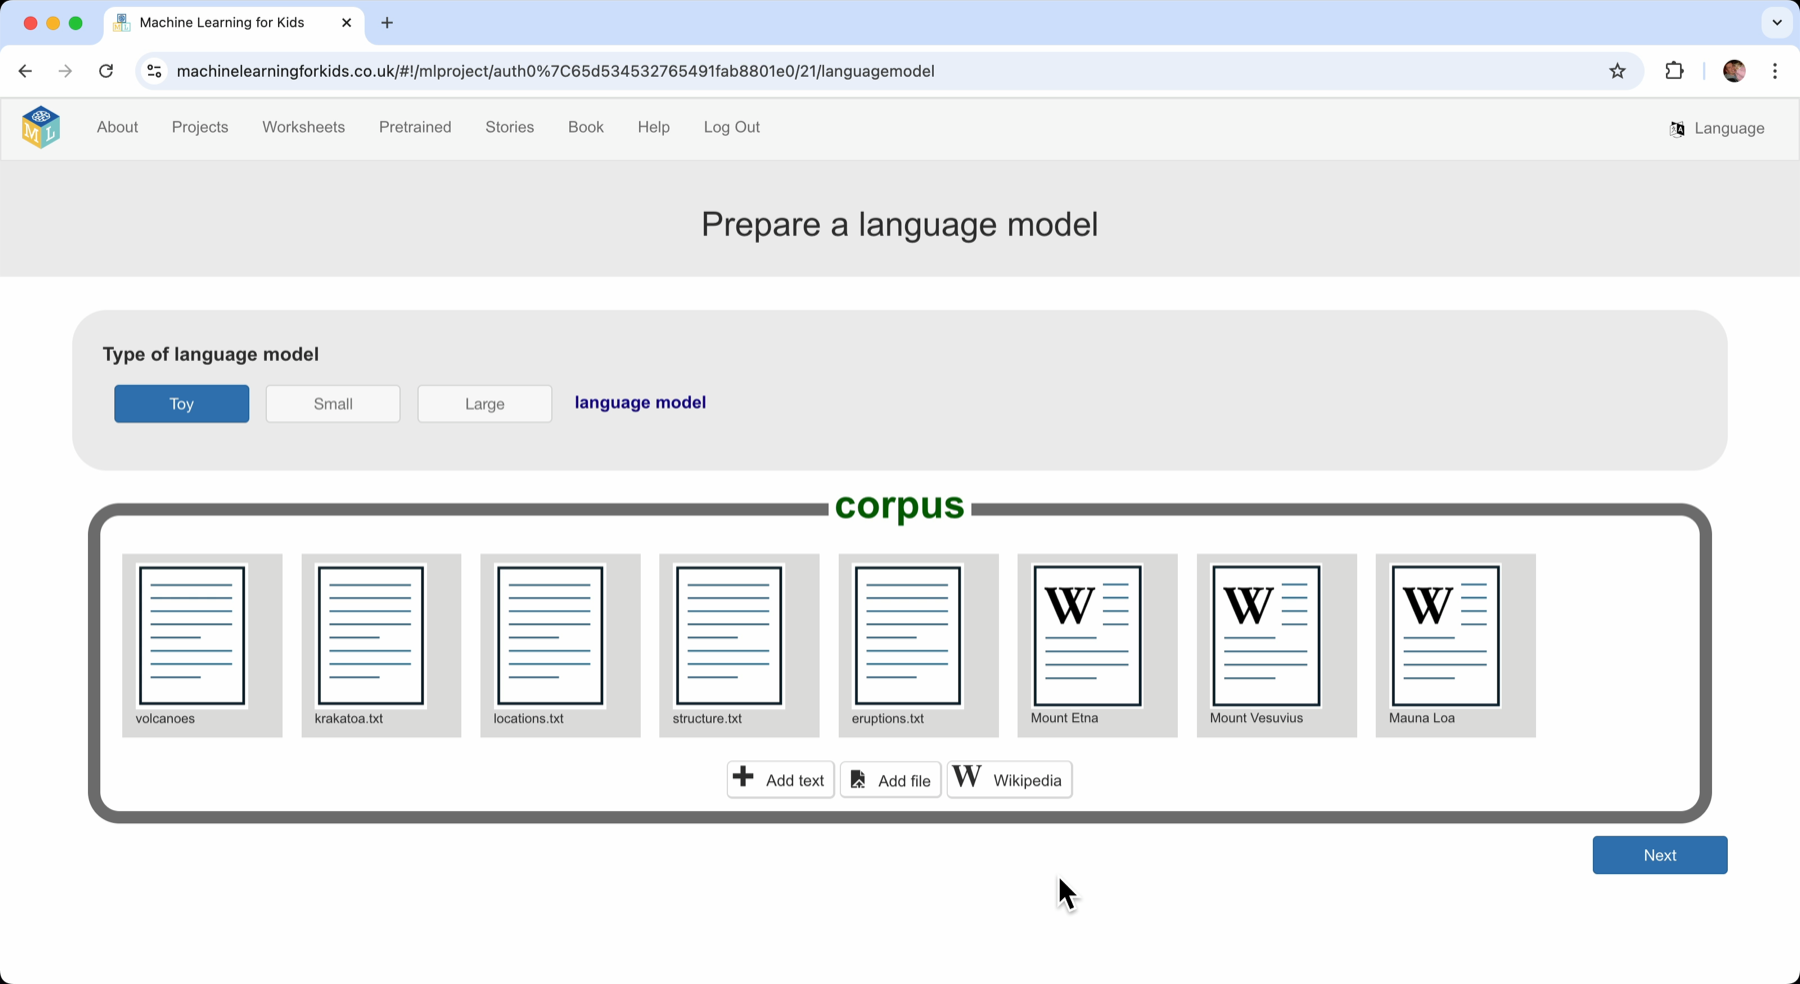 Machine Learning for Kids
machinelearningforkids.co.uk/#!/mlproject/auth0%7C65d534532765491fab8801e0/21/languagemodel
M L
About Projects Worksheets Pretrained Stories Book Help Log Out Language
Prepare a language model
Type of language model
Toy Small Large language model
corpus
W W W
volcanoes krakatoa.txt locations.txt structure.txt eruptions.txt Mount Etna Mount Vesuvius Mauna Loa
Add text Add file W Wikipedia
Next